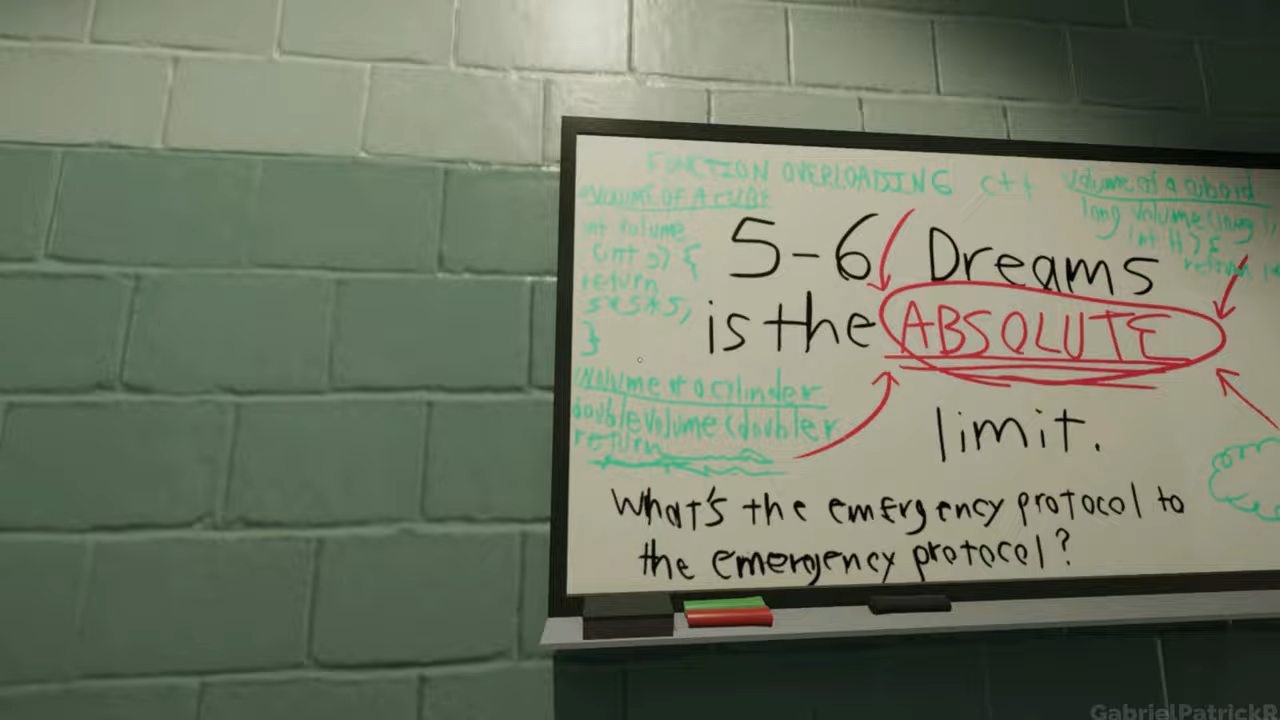 FUNCTION OVERLOADING c++
VOLUME OF A CUBE
int volume
(int s) {
return
s*s*s;
}
Volume of a cylinder
double volume (double r
return
Volume of a cuboid
long volume (long
int H) {
return
5-6 Dreams
is the ABSOLUTE
limit.
What's the emergency protocol to
the emergency protocol?
GabrielPatrickR